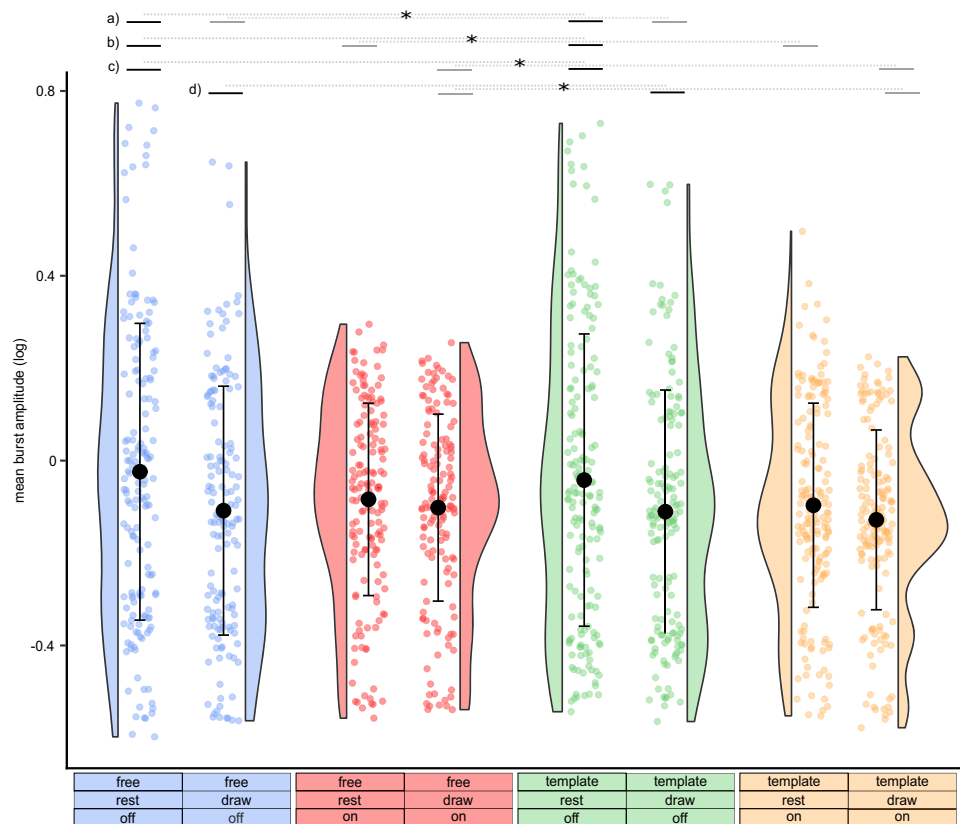 a) *
b) *
c) *
d) *
0.8
0.4
0
-0.4
mean burst amplitude (log)
free free free free template template template template
rest draw rest draw rest draw rest draw
off off on on off off on on